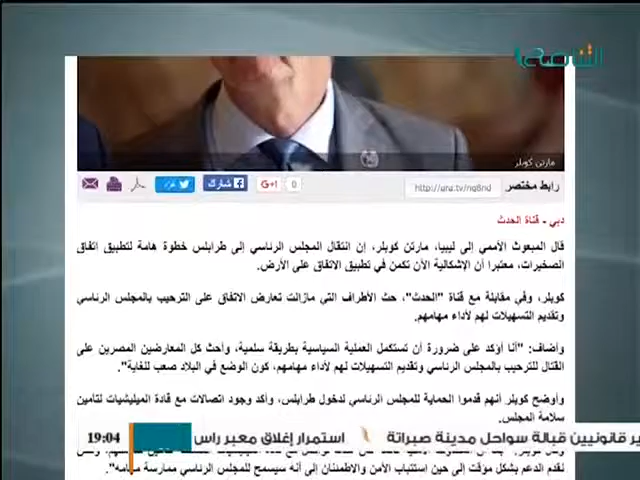 مارتن كوبلر
رابط مختصر
http://ara.tv/nq8nd
0
G+1
شارك
غرّد
دبي - قناة الحدث
قال المبعوث الأممي إلى ليبيا، مارتن كوبلر، إن انتقال المجلس الرئاسي إلى طرابلس خطوة هامة لتطبيق اتفاق
الصخيرات، معتبرا أن الإشكالية الآن تكمن في تطبيق الاتفاق على الأرض.
كوبلر، وفي مقابلة مع قناة "الحدث"، حث الأطراف التي مازالت تعارض الاتفاق على الترحيب بالمجلس الرئاسي
وتقديم التسهيلات لهم لأداء مهامهم.
وأضاف: "أنا أؤكد على ضرورة أن تستكمل العملية السياسية بطريقة سلمية، وأحث كل المعارضين المصرين على
القتال للترحيب بالمجلس الرئاسي وتقديم التسهيلات لهم لأداء مهامهم، كون الوضع في البلاد صعب للغاية".
وأوضح كوبلر أنهم قدموا الحماية للمجلس الرئاسي لدخول طرابلس، وأكد وجود اتصالات مع قادة الميليشيات لتأمين
سلامة المجلس.
ير قانونيين قبالة سواحل مدينة صبراتة
استمرار إغلاق معبر راس
19:04
لقدم الدعم بشكل مؤقت إلى حين استتباب الأمن والاطمئنان إلى أنه سيسمح للمجلس الرئاسي ممارسة مهامه".